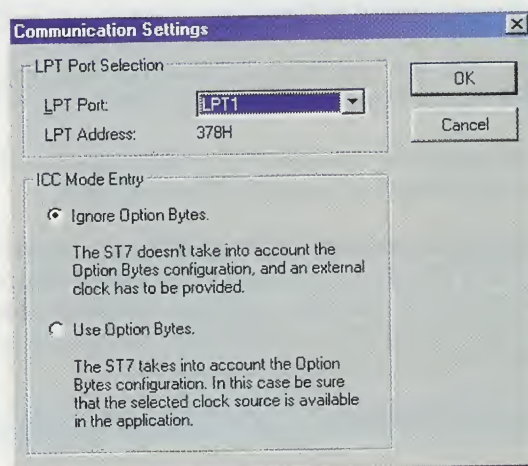 Communication Settings
LPT Port Selection
LPT Port:
LPT1
LPT Address:
378H
OK
Cancel
ICC Mode Entry
Ignore Option Bytes.
The ST7 doesn't take into account the
Option Bytes configuration, and an external
clock has to be provided.
Use Option Bytes.
The ST7 takes into account the Option
Bytes configuration. In this case be sure
that the selected clock source is available
in the application.